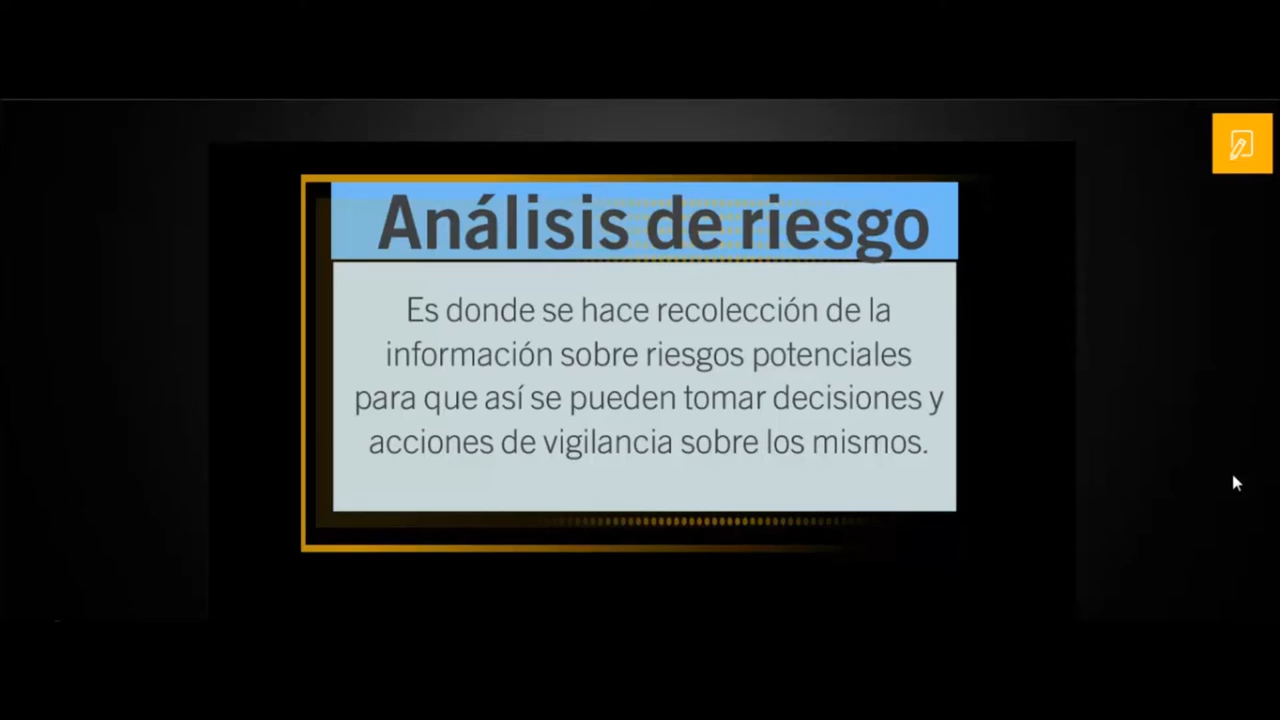 Análisis de riesgo
Es donde se hace recolección de la
información sobre riesgos potenciales
para que así se pueden tomar decisiones y
acciones de vigilancia sobre los mismos.